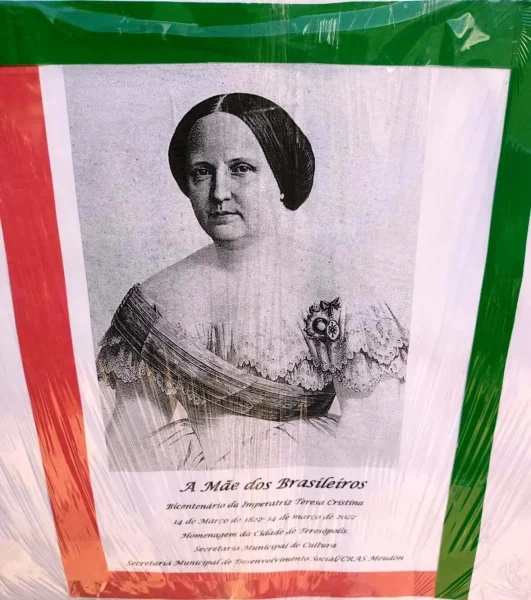 A Mãe dos Brasileiros
Bicentenário da Imperatriz Teresa Cristina
14 de Março de 1822-14 de março de 2022
Homenagem da Cidade de Teresópolis.
Secretaria Municipal de Cultura
Secretaria Municipal de Desenvolvimento Social/CRAS Meudon